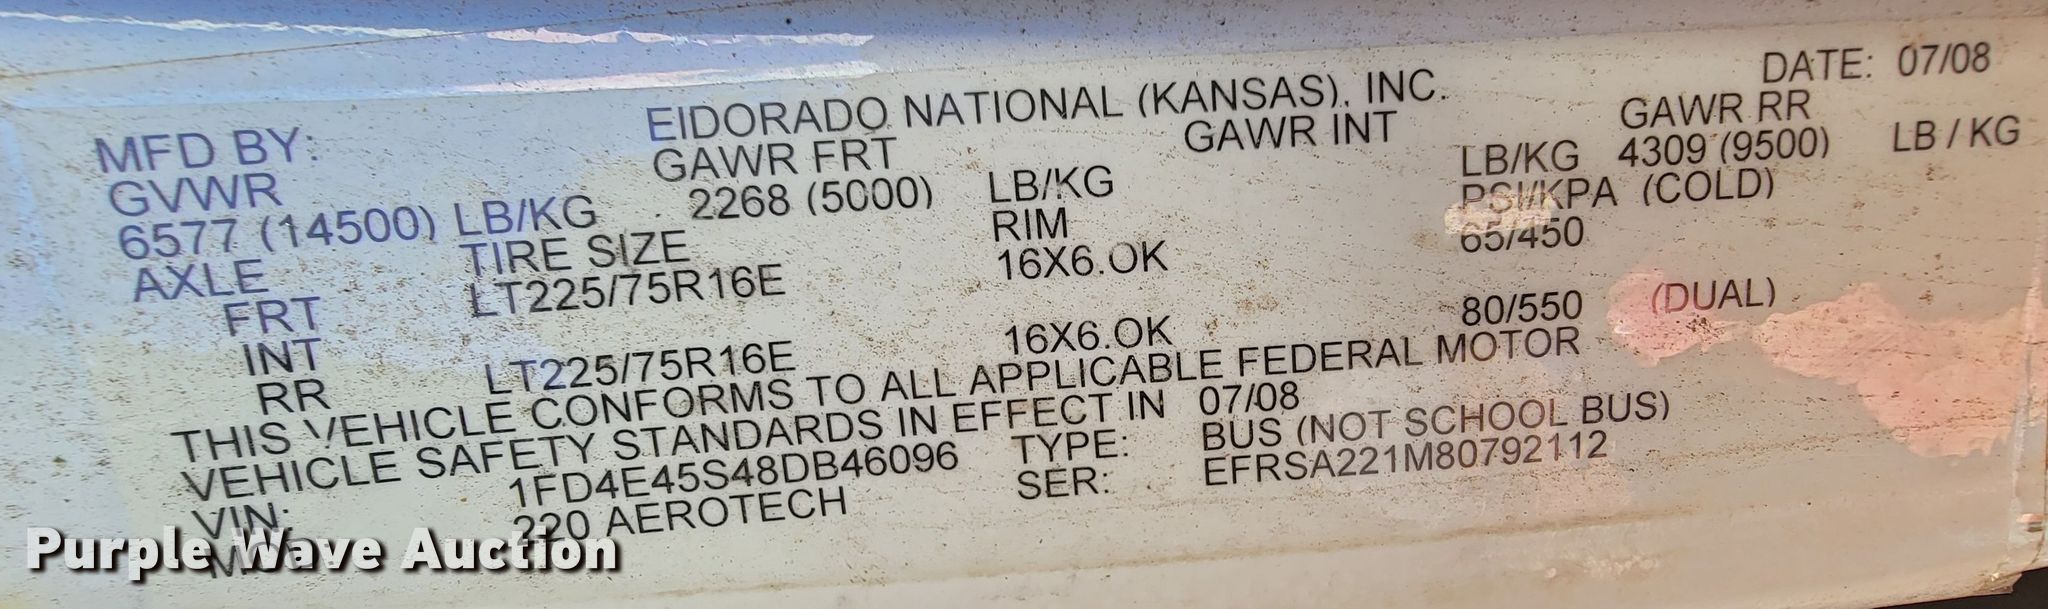 MFD BY: EIDORADO NATIONAL (KANSAS), INC. DATE: 07/08
GVWR GAWR FRT GAWR INT GAWR RR
6577 (14500) LB/KG 2268 (5000) LB/KG LB/KG 4309 (9500) LB / KG
AXLE TIRE SIZE RIM PSI/KPA (COLD)
FRT LT225/75R16E 16X6.OK 65/450
INT
RR LT225/75R16E 16X6.OK 80/550 (DUAL)
THIS VEHICLE CONFORMS TO ALL APPLICABLE FEDERAL MOTOR
VEHICLE SAFETY STANDARDS IN EFFECT IN 07/08
VIN: 1FD4E45S48DB46096 TYPE: BUS (NOT SCHOOL BUS)
220 AEROTECH SER: EFRSA221M80792112
Purple Wave Auction